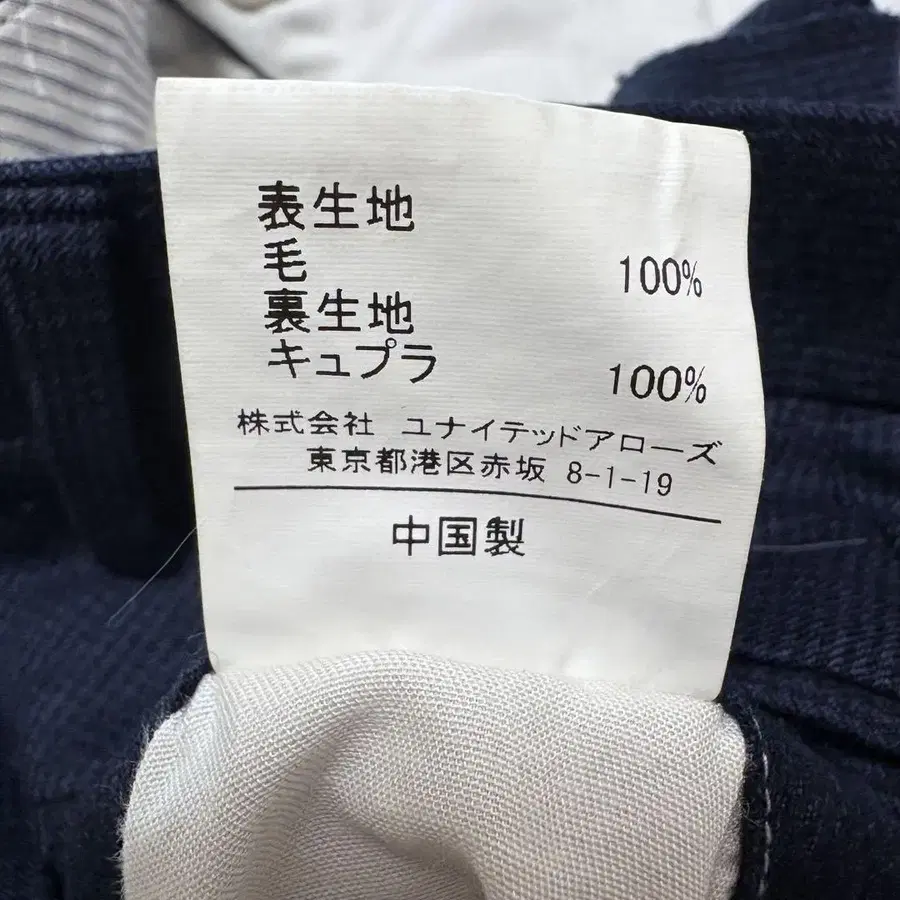 表生地
毛 100%
裏生地
キュプラ 100%
株式会社 ユナイテッドアローズ
東京都港区赤坂 8-1-19
中国製